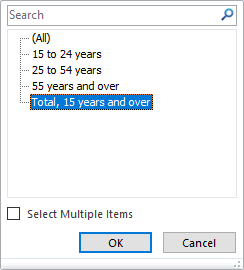 Search
(All)
15 to 24 years
25 to 54 years
55 years and over
Total, 15 years and over
Select Multiple Items
OK
Cancel